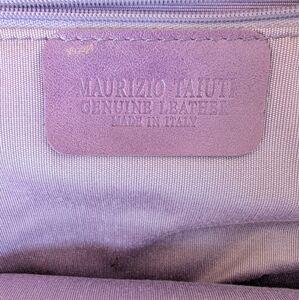 MAURIZIO TAIUTI
GENUINE LEATHER
MADE IN ITALY